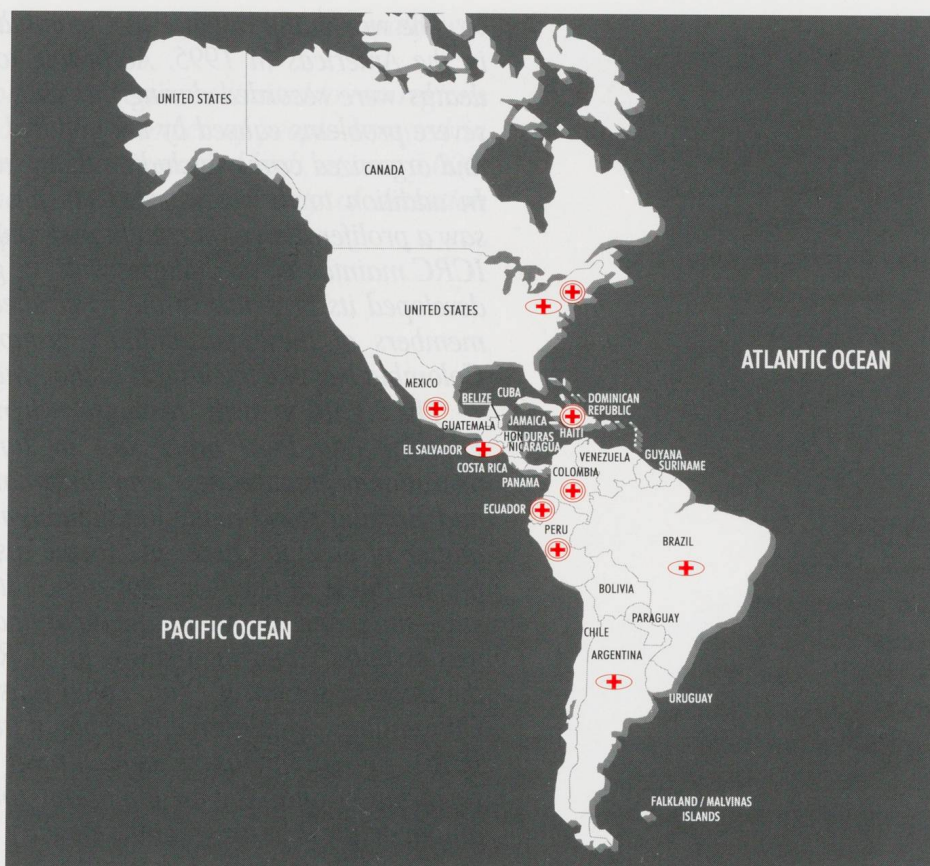 UNITED STATES
CANADA
UNITED STATES
ATLANTIC OCEAN
MEXICO
BELIZE
CUBA
DOMINICAN
REPUBLIC
GUATEMALA
JAMAICA
HAITI
HONDURAS
EL SALVADOR
NICARAGUA
COSTA RICA
PANAMA
VENEZUELA
GUYANA
SURINAME
COLOMBIA
ECUADOR
PERU
BRAZIL
BOLIVIA
PARAGUAY
PACIFIC OCEAN
CHILE
ARGENTINA
URUGUAY
FALKLAND / MALVINAS
ISLANDS